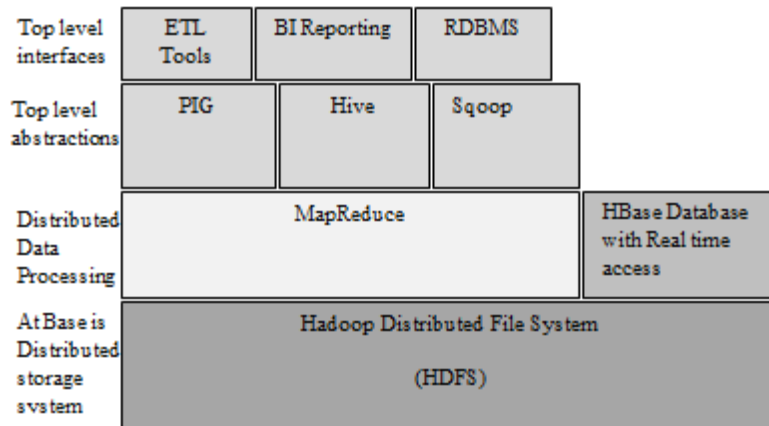 Top level
interfaces
ETL
Tools
BI Reporting
RDBMS
Top level
abstractions
PIG
Hive
Sqoop
Distributed
Data
Processing
MapReduce
HBase Database
with Real time
access
At Base is
Distributed
storage
system
Hadoop Distributed File System
(HDFS)